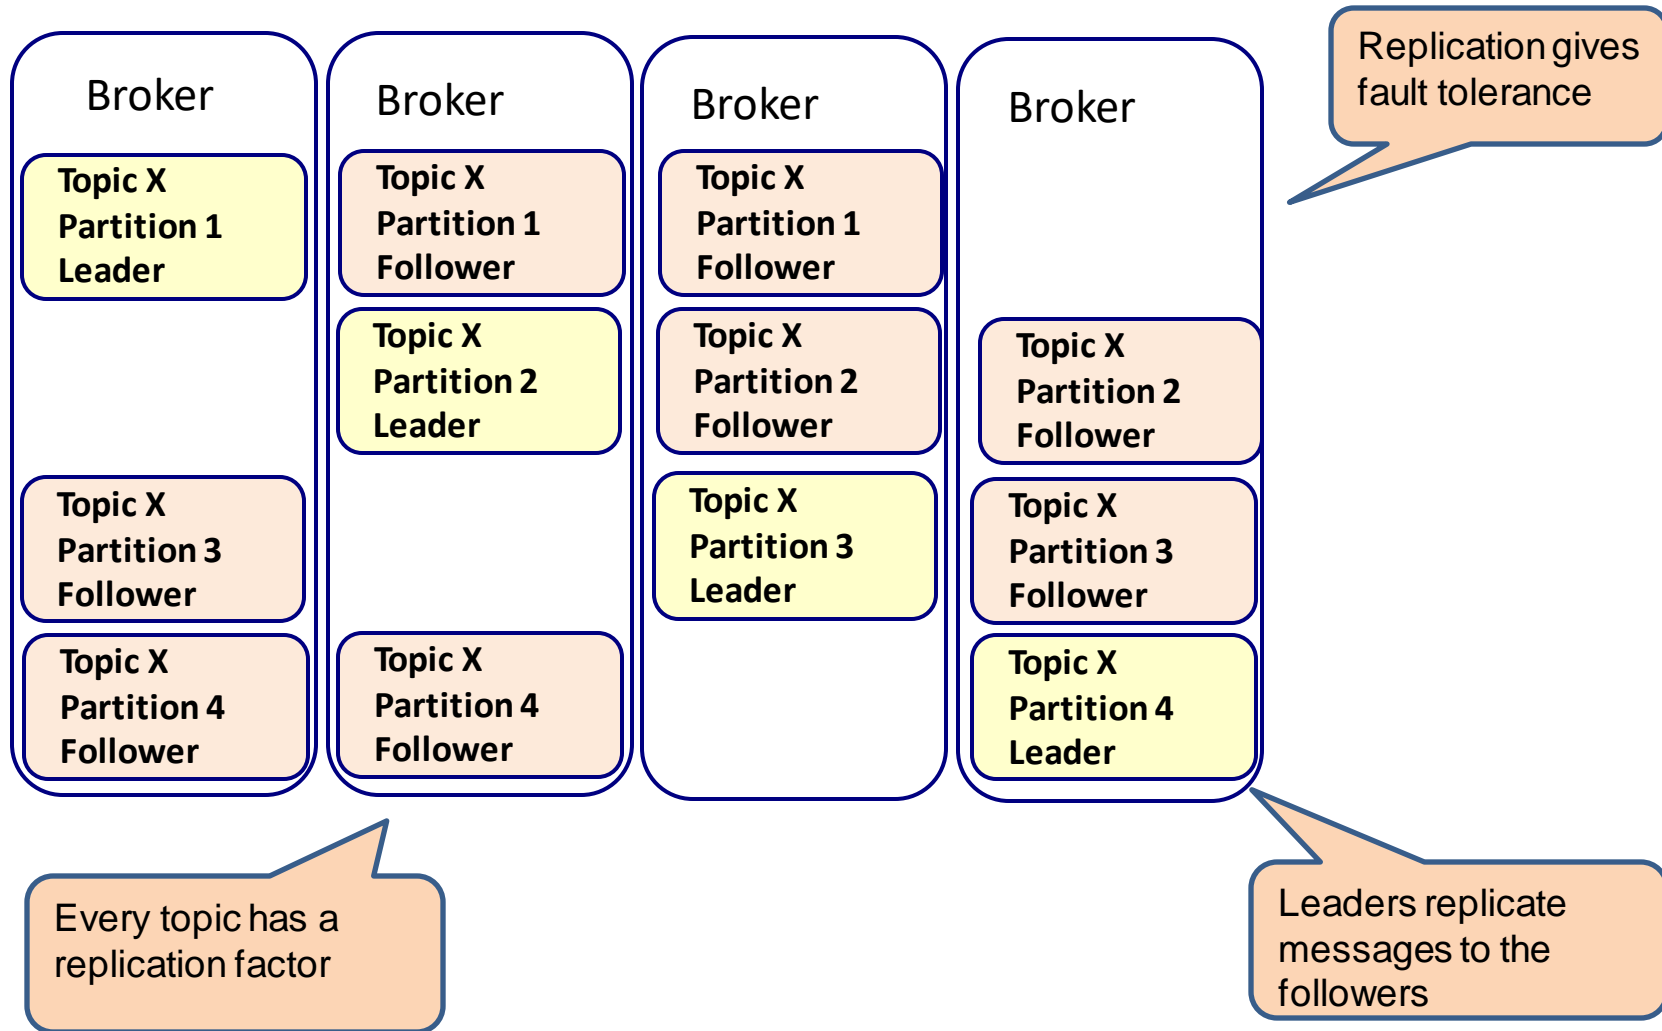 Broker
Topic X
Partition 1
Leader
Topic X
Partition 3
Follower
Topic X
Partition 4
Follower
Broker
Topic X
Partition 1
Follower
Topic X
Partition 2
Leader
Topic X
Partition 4
Follower
Broker
Topic X
Partition 1
Follower
Topic X
Partition 2
Follower
Topic X
Partition 3
Leader
Broker
Topic X
Partition 2
Follower
Topic X
Partition 3
Follower
Topic X
Partition 4
Leader
Replication gives
fault tolerance
Every topic has a
replication factor
Leaders replicate
messages to the
followers